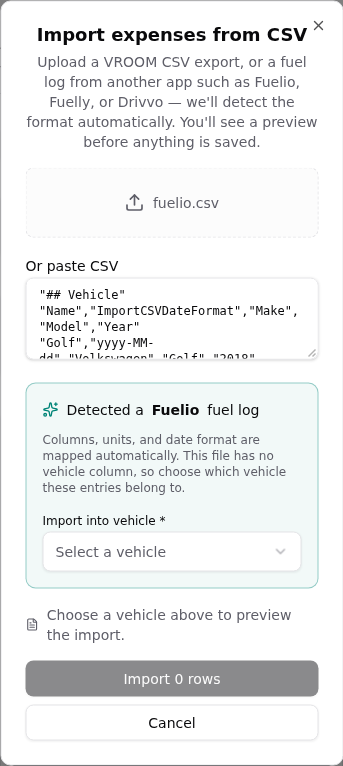 Import expenses from CSV
Upload a VROOM CSV export, or a fuel
log from another app such as Fuelio,
Fuelly, or Drivvo — we'll detect the
format automatically. You'll see a preview
before anything is saved.
fuelio.csv
Or paste CSV
"## Vehicle"
"Name","ImportCSVDateFormat","Make",
"Model","Year"
"Golf","yyyy-MM-
dd","Volkswagen","Golf","2018"
Detected a Fuelio fuel log
Columns, units, and date format are
mapped automatically. This file has no
vehicle column, so choose which vehicle
these entries belong to.
Import into vehicle *
Select a vehicle
Choose a vehicle above to preview
the import.
Import 0 rows
Cancel